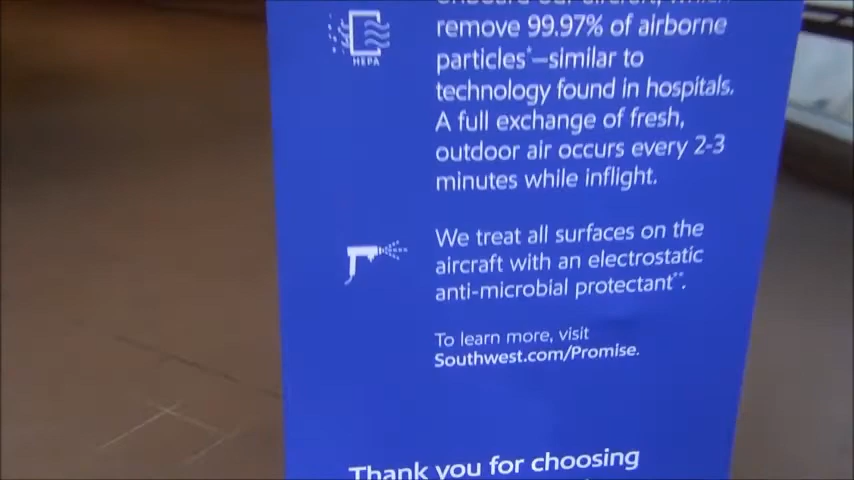 remove 99.97% of airborne
particles*—similar to
HEPA
technology found in hospitals.
A full exchange of fresh,
outdoor air occurs every 2-3
minutes while inflight.
We treat all surfaces on the
aircraft with an electrostatic
anti-microbial protectant**.
To learn more, visit
Southwest.com/Promise.
Thank you for choosing